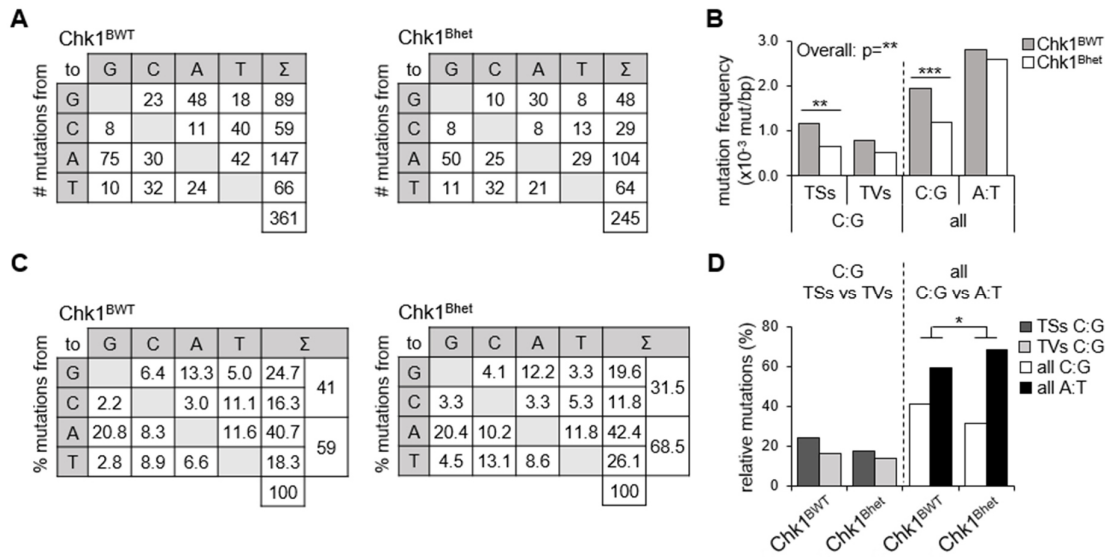 A
Chk1BWT
to G C A T Σ
# mutations from
G 23 48 18 89
C 8 11 40 59
A 75 30 42 147
T 10 32 24 66
361
Chk1Bhet
to G C A T Σ
# mutations from
G 10 30 8 48
C 8 8 13 29
A 50 25 29 104
T 11 32 21 64
245
B
mutation frequency
(x10-3 mut/bp)
3.0
2.0
1.0
0.0
Overall: p=**
**
***
Chk1BWT
Chk1Bhet
TSs TVs C:G A:T
C:G all
C
Chk1BWT
to G C A T Σ
% mutations from
G 6.4 13.3 5.0 24.7
41
C 2.2 3.0 11.1 16.3
A 20.8 8.3 11.6 40.7
59
T 2.8 8.9 6.6 18.3
100
Chk1Bhet
to G C A T Σ
% mutations from
G 4.1 12.2 3.3 19.6
31.5
C 3.3 3.3 5.3 11.8
A 20.4 10.2 11.8 42.4
68.5
T 4.5 13.1 8.6 26.1
100
D
C:G all
TSs vs TVs C:G vs A:T
relative mutations (%)
80
60
40
20
0
*
TSs C:G
TVs C:G
all C:G
all A:T
Chk1BWT Chk1Bhet Chk1BWT Chk1Bhet